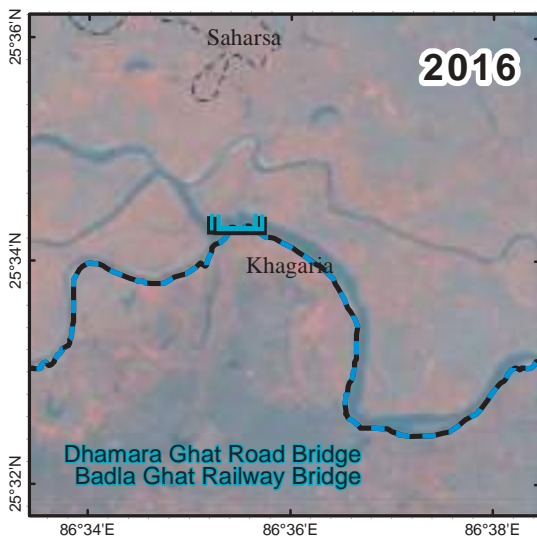 Saharsa
2016
Khagaria
Dhamara Ghat Road Bridge
Badla Ghat Railway Bridge
25°36'N
25°34'N
25°32'N
86°34'E
86°36'E
86°38'E